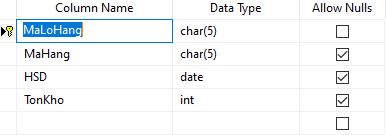 Column Name Data Type Allow Nulls
MaLoHang char(5)
MaHang char(5)
HSD date
TonKho int